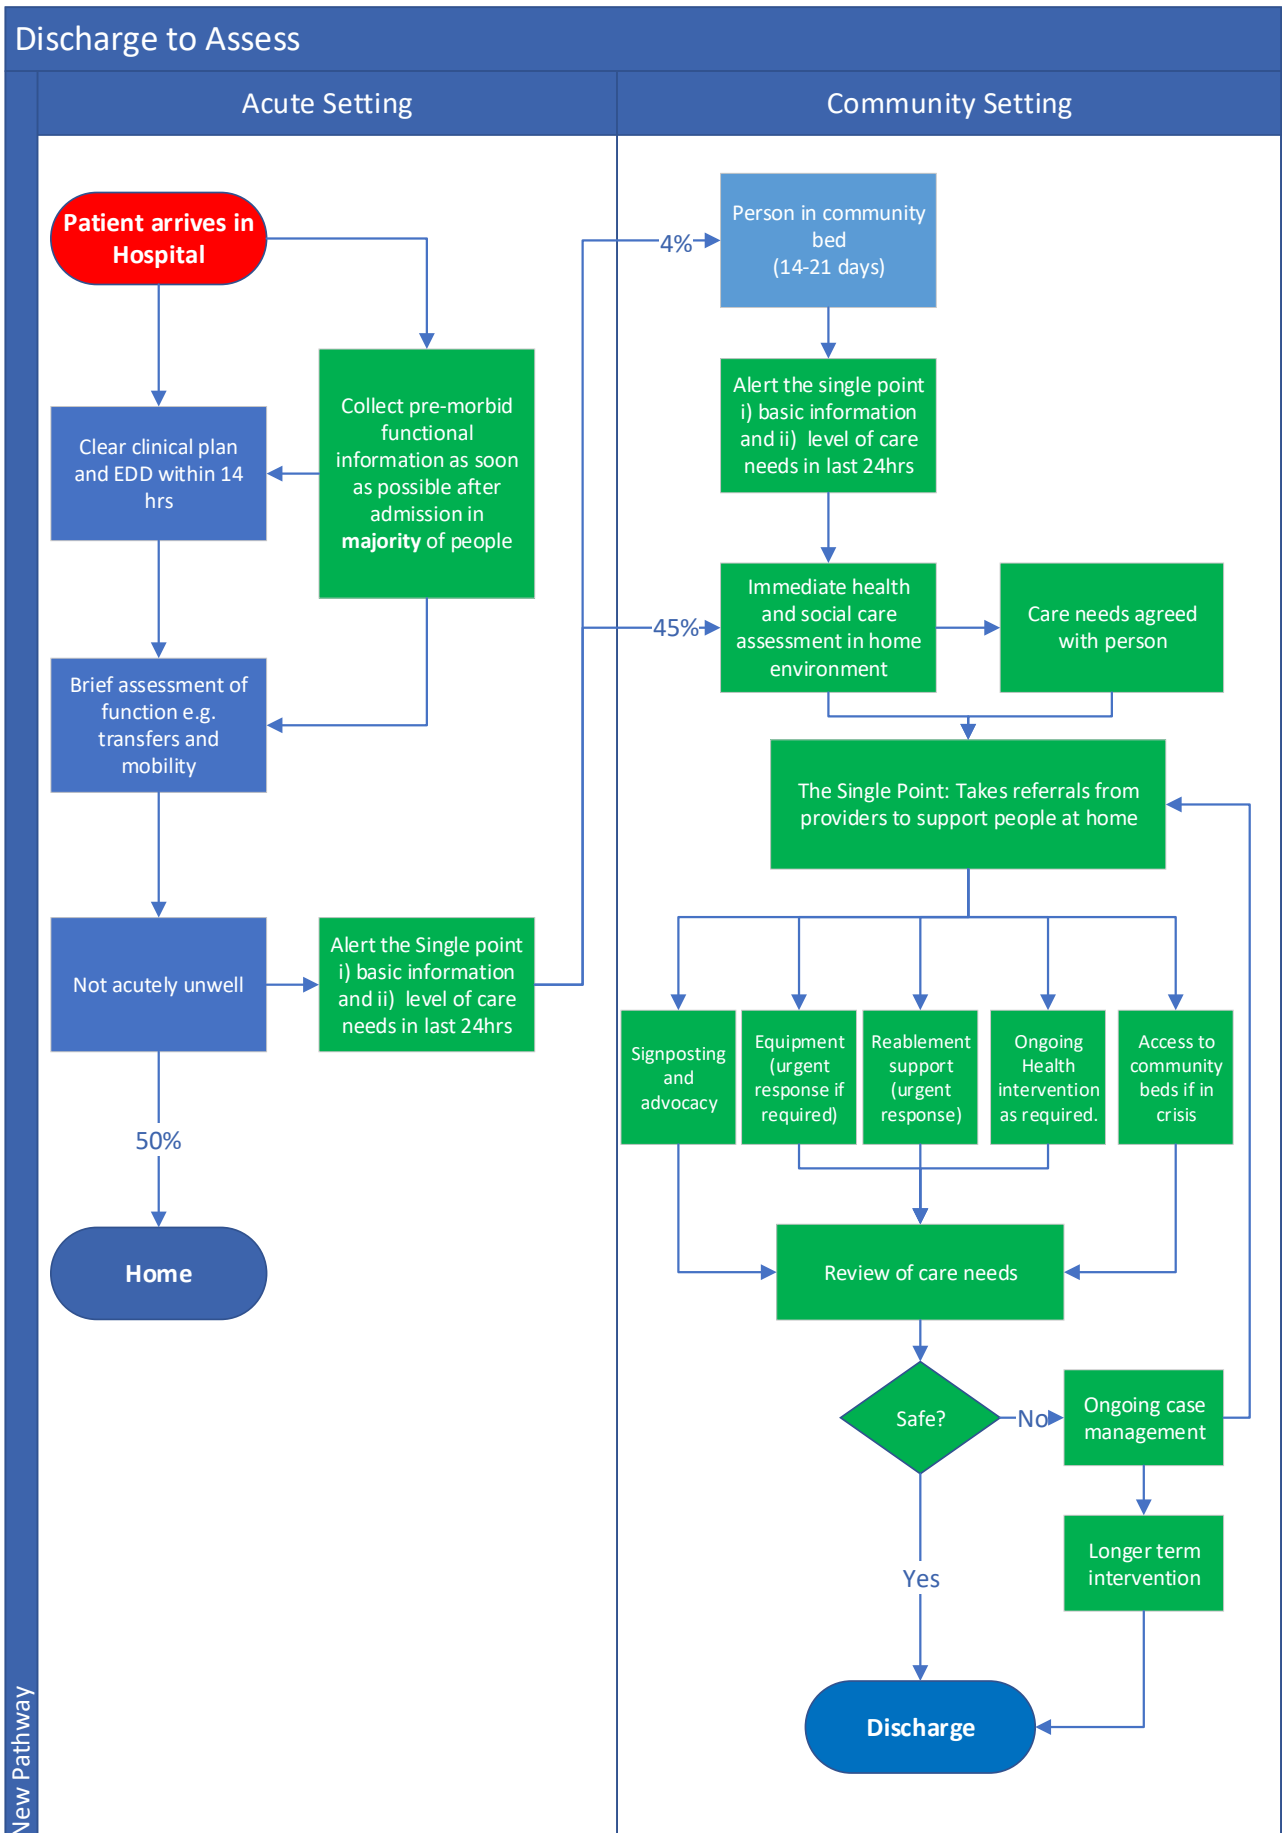 Discharge to Assess
Acute Setting
Community Setting
New Pathway
Patient arrives in
Hospital
Collect pre-morbid
functional
information as soon
as possible after
admission in
majority of people
Clear clinical plan
and EDD within 14
hrs
Brief assessment of
function e.g.
transfers and
mobility
Not acutely unwell
Alert the Single point
i) basic information
and ii) level of care
needs in last 24hrs
50%
Home
4%
45%
Person in community
bed
(14-21 days)
Alert the single point
i) basic information
and ii) level of care
needs in last 24hrs
Immediate health
and social care
assessment in home
environment
Care needs agreed
with person
The Single Point: Takes referrals from
providers to support people at home
Signposting
and
advocacy
Equipment
(urgent
response if
required)
Reablement
support
(urgent
response)
Ongoing
Health
intervention
as required.
Access to
community
beds if in
crisis
Review of care needs
Safe?
No
Ongoing case
management
Longer term
intervention
Yes
Discharge